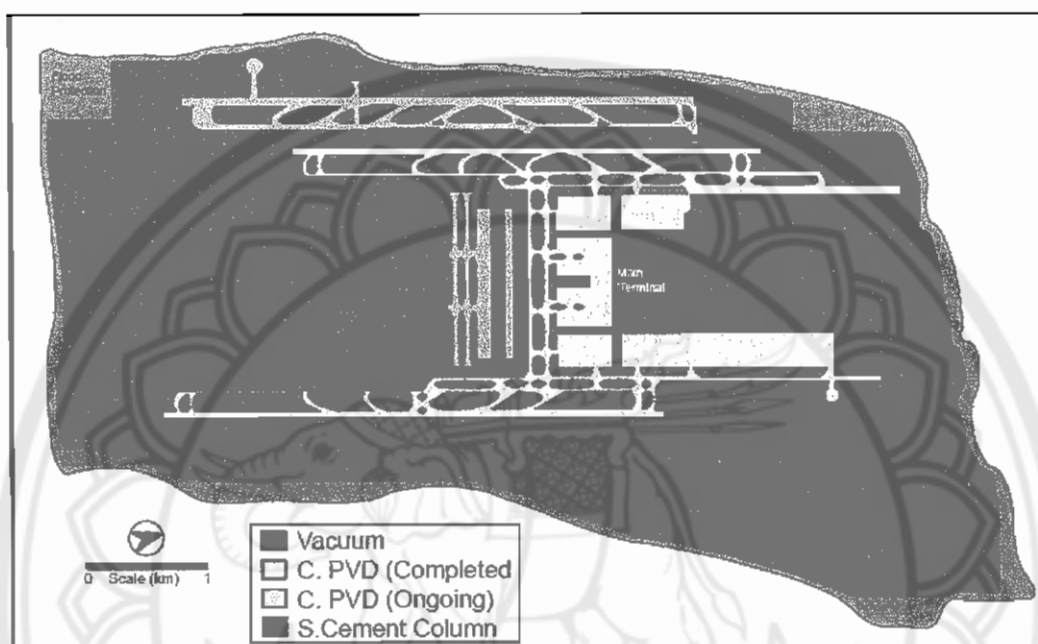 Main
Terminal
0 Scale (km) 1
Vacuum
C. PVD (Completed
C. PVD (Ongoing)
S.Cement Column